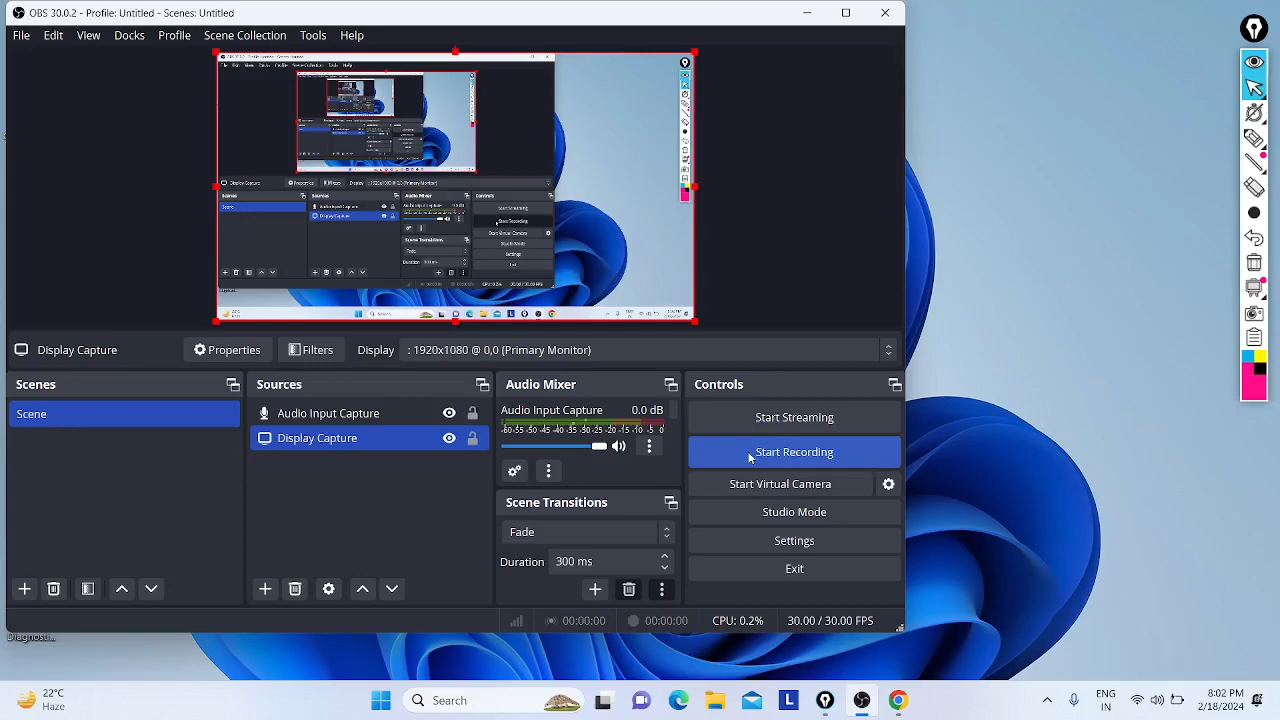 OBS 30.0.2 - Profile: Untitled - Scenes: Untitled
File Edit View Docks Profile Scene Collection Tools Help
Display Capture Properties Filters Display : 1920x1080 @ 0,0 (Primary Monitor)
Scenes Sources Audio Mixer Controls
Scene
Audio Input Capture
Display Capture
Audio Input Capture 0.0 dB
-60 -55 -50 -45 -40 -35 -30 -25 -20 -15 -10 -5 0
Scene Transitions
Fade
Duration 300 ms
Start Streaming
Start Recording
Start Virtual Camera
Studio Mode
Settings
Exit
00:00:00 00:00:00 CPU: 0.2% 30.00 / 30.00 FPS
Diagnosti...
22°C
Haze
Search
L
ENG
IN
8:02 PM
2/18/2024